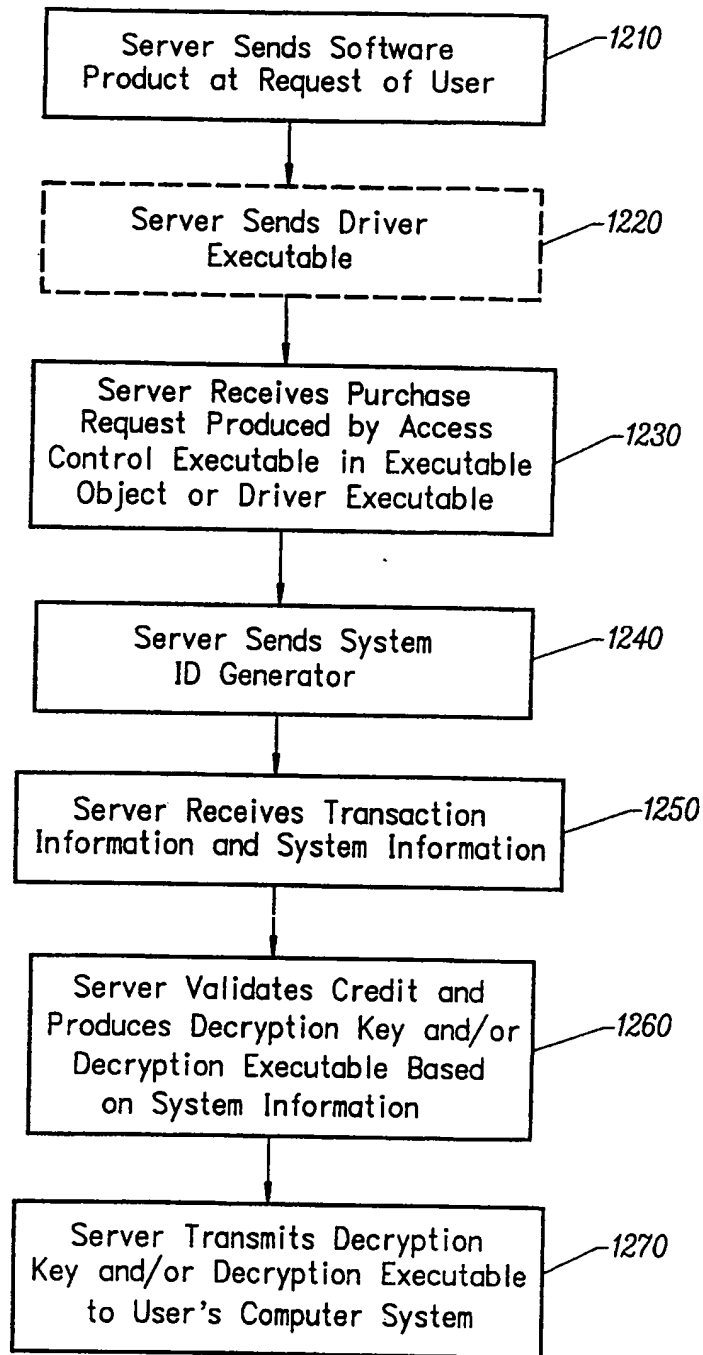 Server Sends Software
Product at Request of User
1210
Server Sends Driver
Executable
1220
Server Receives Purchase
Request Produced by Access
Control Executable in Executable
Object or Driver Executable
1230
Server Sends System
ID Generator
1240
Server Receives Transaction
Information and System Information
1250
Server Validates Credit and
Produces Decryption Key and/or
Decryption Executable Based
on System Information
1260
Server Transmits Decryption
Key and/or Decryption Executable
to User's Computer System
1270